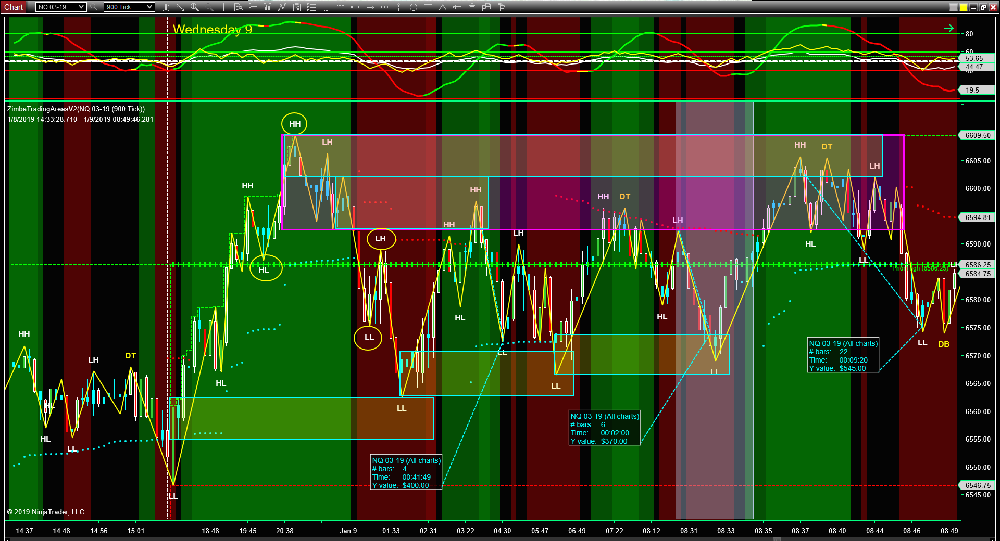 Chart
NQ 03-19
900 Tick
Wednesday 9
80
60
53.65
44.47
40
19.5
ZimbaTradingAreasV2(NQ 03-19 (900 Tick))
1/8/2019 14:33:28.710 - 1/9/2019 08:49:46.281
HH
6609.50
LH
HH
DT
6605.00
LH
HH
HH
6600.00
HH
DT
6594.81
LH
HH
LH
LH
HL
6590.00
LL
HL
6586.25
LH
PriorHigh (6586.25)
6584.75
6580.00
HL
HL
6575.00
HH
LL
LL
DB
NQ 03-19 (All charts)
# bars: 22
Time: 00:09:20
Y value: $545.00
LH
DT
LL
6570.00
LL
HL
LL
6565.00
HL
LL
6560.00
NQ 03-19 (All charts)
# bars: 6
Time: 00:02:00
Y value: $370.00
HL
LL
6555.00
NQ 03-19 (All charts)
# bars: 4
Time: 00:41:49
Y value: $400.00
6550.00
6546.75
LL
6545.00
© 2019 NinjaTrader, LLC
14:37 14:48 14:56 15:01 18:48 19:45 20:38 Jan 9 01:33 02:31 03:22 04:30 05:47 06:49 07:22 08:12 08:31 08:33 08:35 08:37 08:40 08:44 08:46 08:49